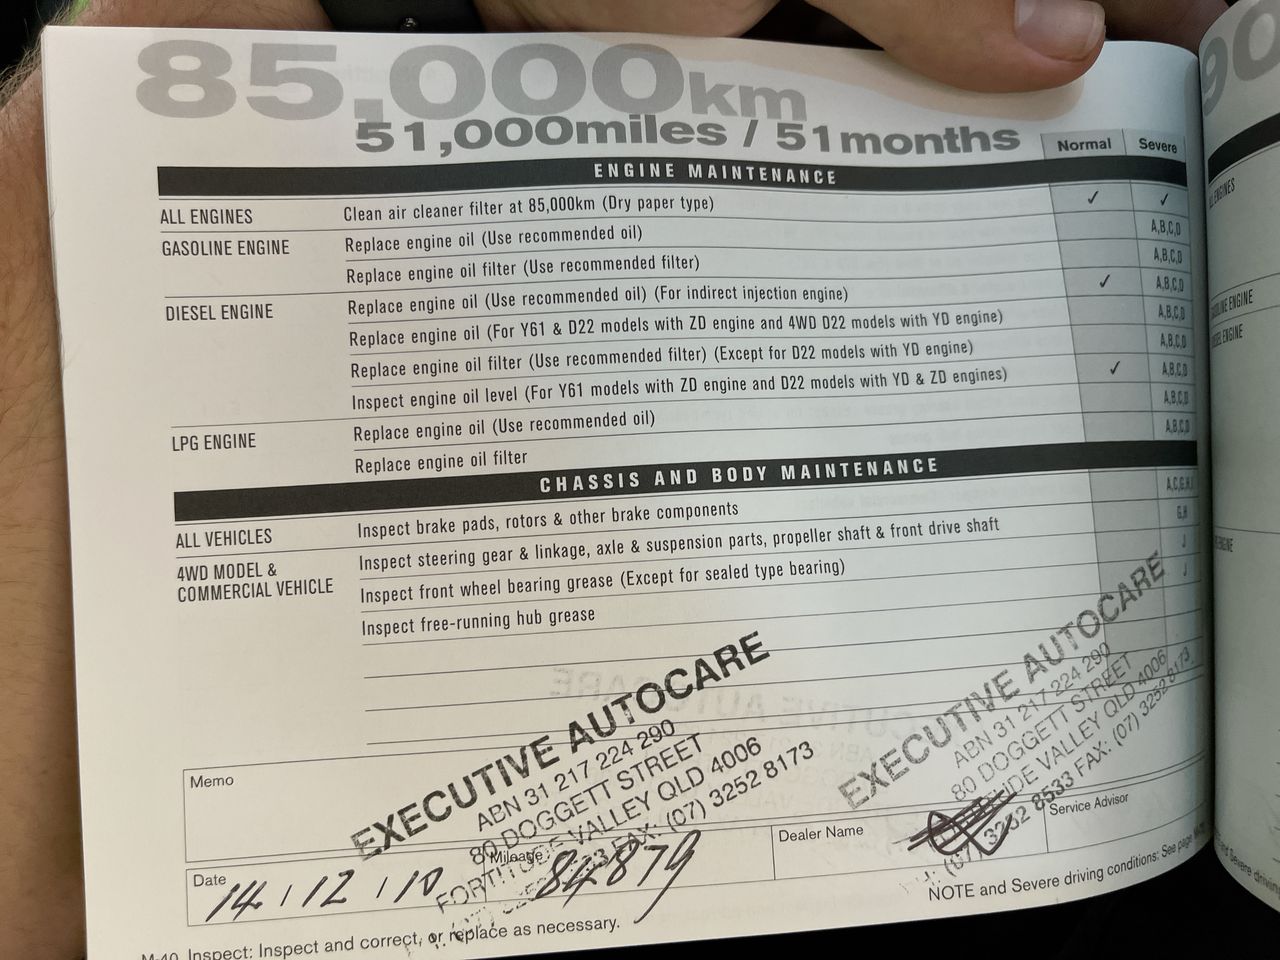 85,000km
51,000miles / 51months
Normal Severe
ENGINE MAINTENANCE
ALL ENGINES Clean air cleaner filter at 85,000km (Dry paper type) ✓ ✓
GASOLINE ENGINE Replace engine oil (Use recommended oil) A,B,C,D
Replace engine oil filter (Use recommended filter) A,B,C,D
DIESEL ENGINE Replace engine oil (Use recommended oil) (For indirect injection engine) ✓ A,B,C,D
Replace engine oil (For Y61 & D22 models with ZD engine and 4WD D22 models with YD engine) A,B,C,D
Replace engine oil filter (Use recommended filter) (Except for D22 models with YD engine) A,B,C,D
Inspect engine oil level (For Y61 models with ZD engine and D22 models with YD & ZD engines) ✓ A,B,C,D
LPG ENGINE Replace engine oil (Use recommended oil) A,B,C,D
Replace engine oil filter A,B,C,D
CHASSIS AND BODY MAINTENANCE
ALL VEHICLES Inspect brake pads, rotors & other brake components
4WD MODEL & COMMERCIAL VEHICLE Inspect steering gear & linkage, axle & suspension parts, propeller shaft & front drive shaft G,H
Inspect front wheel bearing grease (Except for sealed type bearing) J
Inspect free-running hub grease J
EXECUTIVE AUTOCARE
ABN 31 217 224 290
80 DOGGETT STREET
FORTITUDE VALLEY QLD 4006
FAX: (07) 3252 8173
EXECUTIVE AUTOCARE
ABN 31 217 224 290
80 DOGGETT STREET
VALLEY QLD 4006
(07) 3252 8533 FAX: (07) 3252 8173
Memo
Date 14/12/10 Mileage 84879 Dealer Name Service Advisor
NOTE and Severe driving conditions: See page
M-40 Inspect: Inspect and correct, or replace as necessary.
90
ENGINE